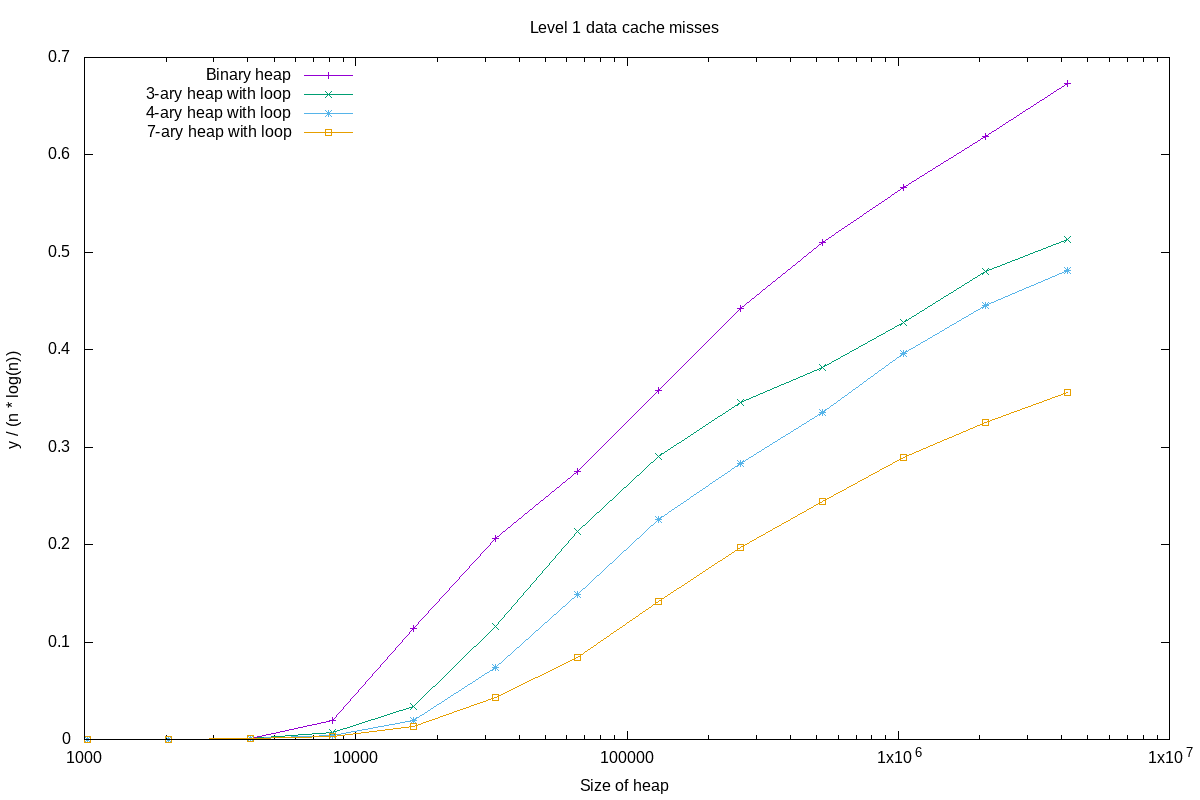 Level 1 data cache misses
0.7
Binary heap
3-ary heap with loop
4-ary heap with loop
7-ary heap with loop
0.6
0.5
0.4
y / (n * log(n))
0.3
0.2
0.1
0
1000 10000 100000 1x10^6 1x10^7
Size of heap